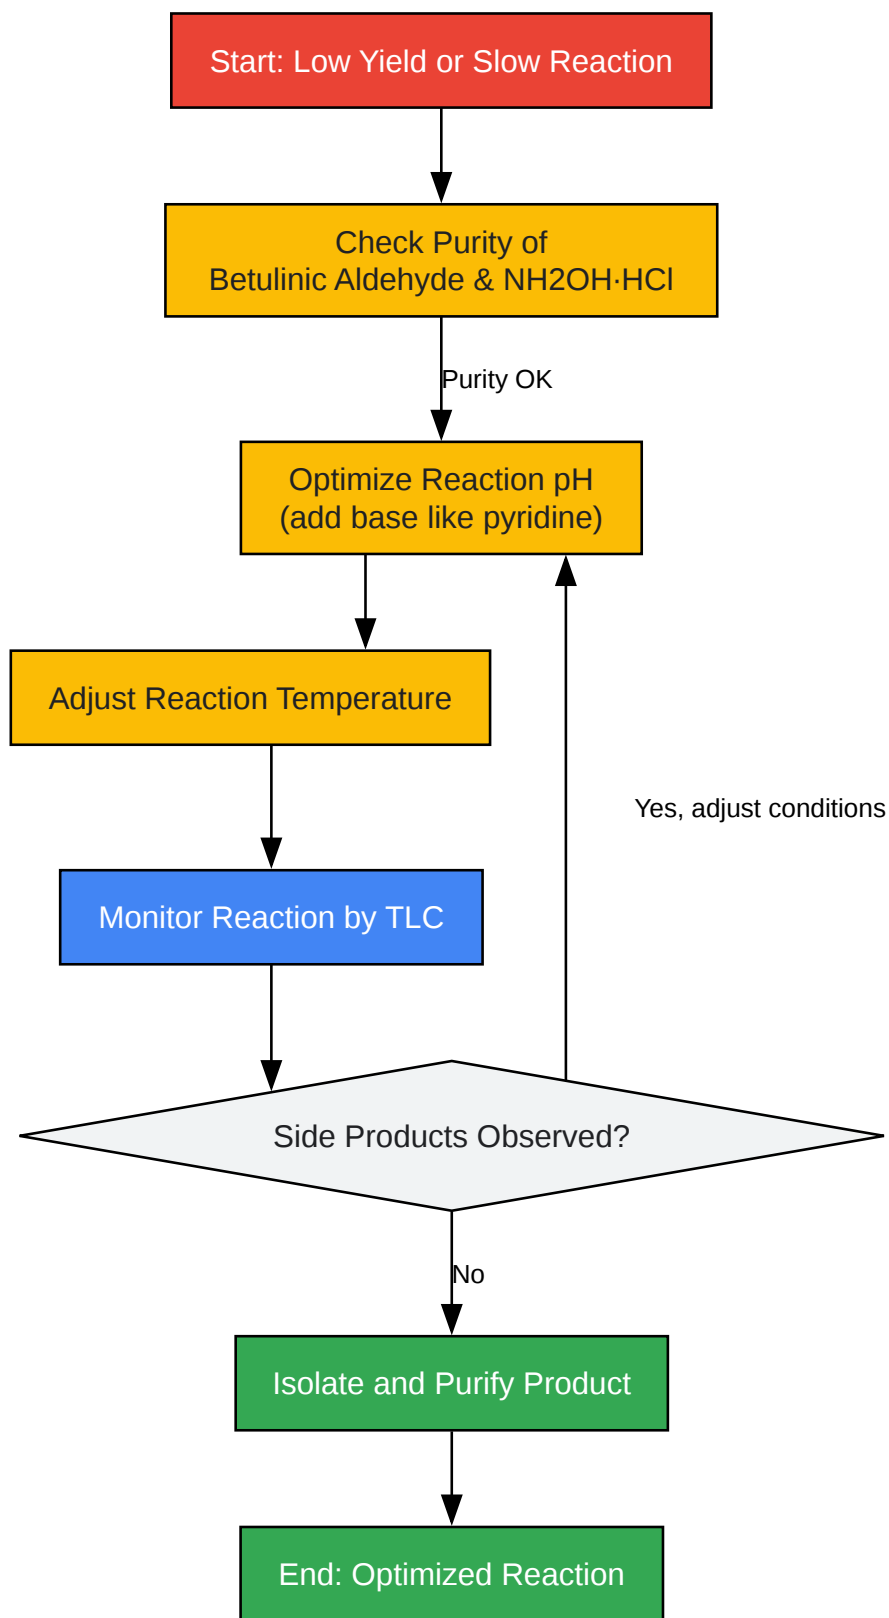 Start: Low Yield or Slow Reaction
Check Purity of
Betulinic Aldehyde & NH2OH·HCl
Purity OK
Optimize Reaction pH
(add base like pyridine)
Adjust Reaction Temperature
Yes, adjust conditions
Monitor Reaction by TLC
Side Products Observed?
No
Isolate and Purify Product
End: Optimized Reaction